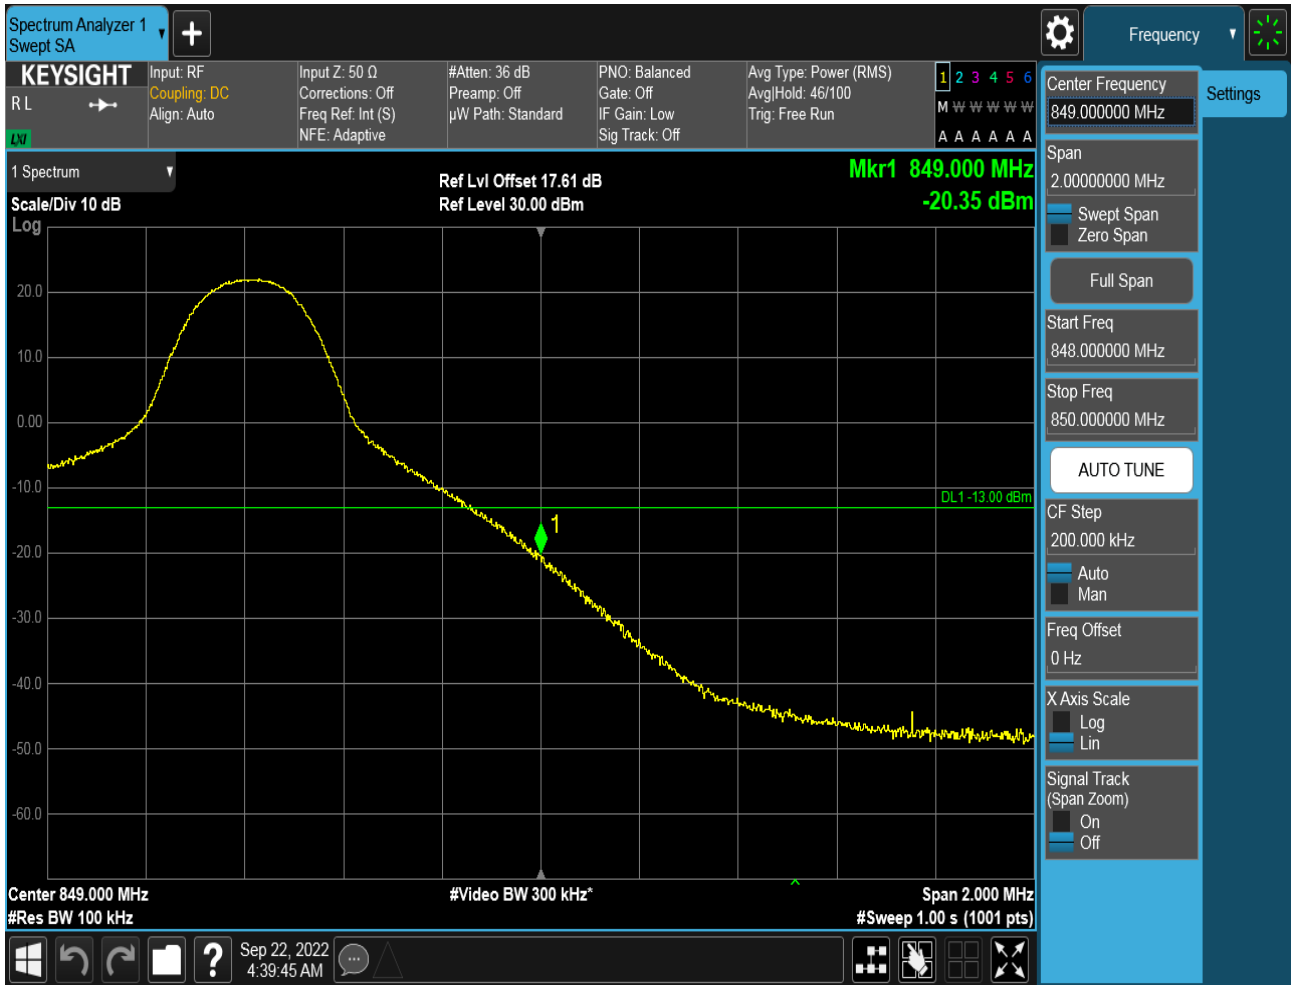 Spectrum Analyzer 1
Swept SA
Frequency
KEYSIGHT
R L
LXI
Input: RF
Coupling: DC
Align: Auto
Input Z: 50 Ω
Corrections: Off
Freq Ref: Int (S)
NFE: Adaptive
#Atten: 36 dB
Preamp: Off
µW Path: Standard
PNO: Balanced
Gate: Off
IF Gain: Low
Sig Track: Off
Avg Type: Power (RMS)
Avg|Hold: 46/100
Trig: Free Run
1 2 3 4 5 6
M W W W W W
A A A A A A
1 Spectrum
Scale/Div 10 dB
Log
Ref Lvl Offset 17.61 dB
Ref Level 30.00 dBm
Mkr1 849.000 MHz
-20.35 dBm
20.0
10.0
0.00
-10.0
-20.0
-30.0
-40.0
-50.0
-60.0
DL1 -13.00 dBm
1
Center 849.000 MHz
#Res BW 100 kHz
#Video BW 300 kHz*
Span 2.000 MHz
#Sweep 1.00 s (1001 pts)
Sep 22, 2022
4:39:45 AM
Center Frequency
849.000000 MHz
Settings
Span
2.00000000 MHz
Swept Span
Zero Span
Full Span
Start Freq
848.000000 MHz
Stop Freq
850.000000 MHz
AUTO TUNE
CF Step
200.000 kHz
Auto
Man
Freq Offset
0 Hz
X Axis Scale
Log
Lin
Signal Track
(Span Zoom)
On
Off